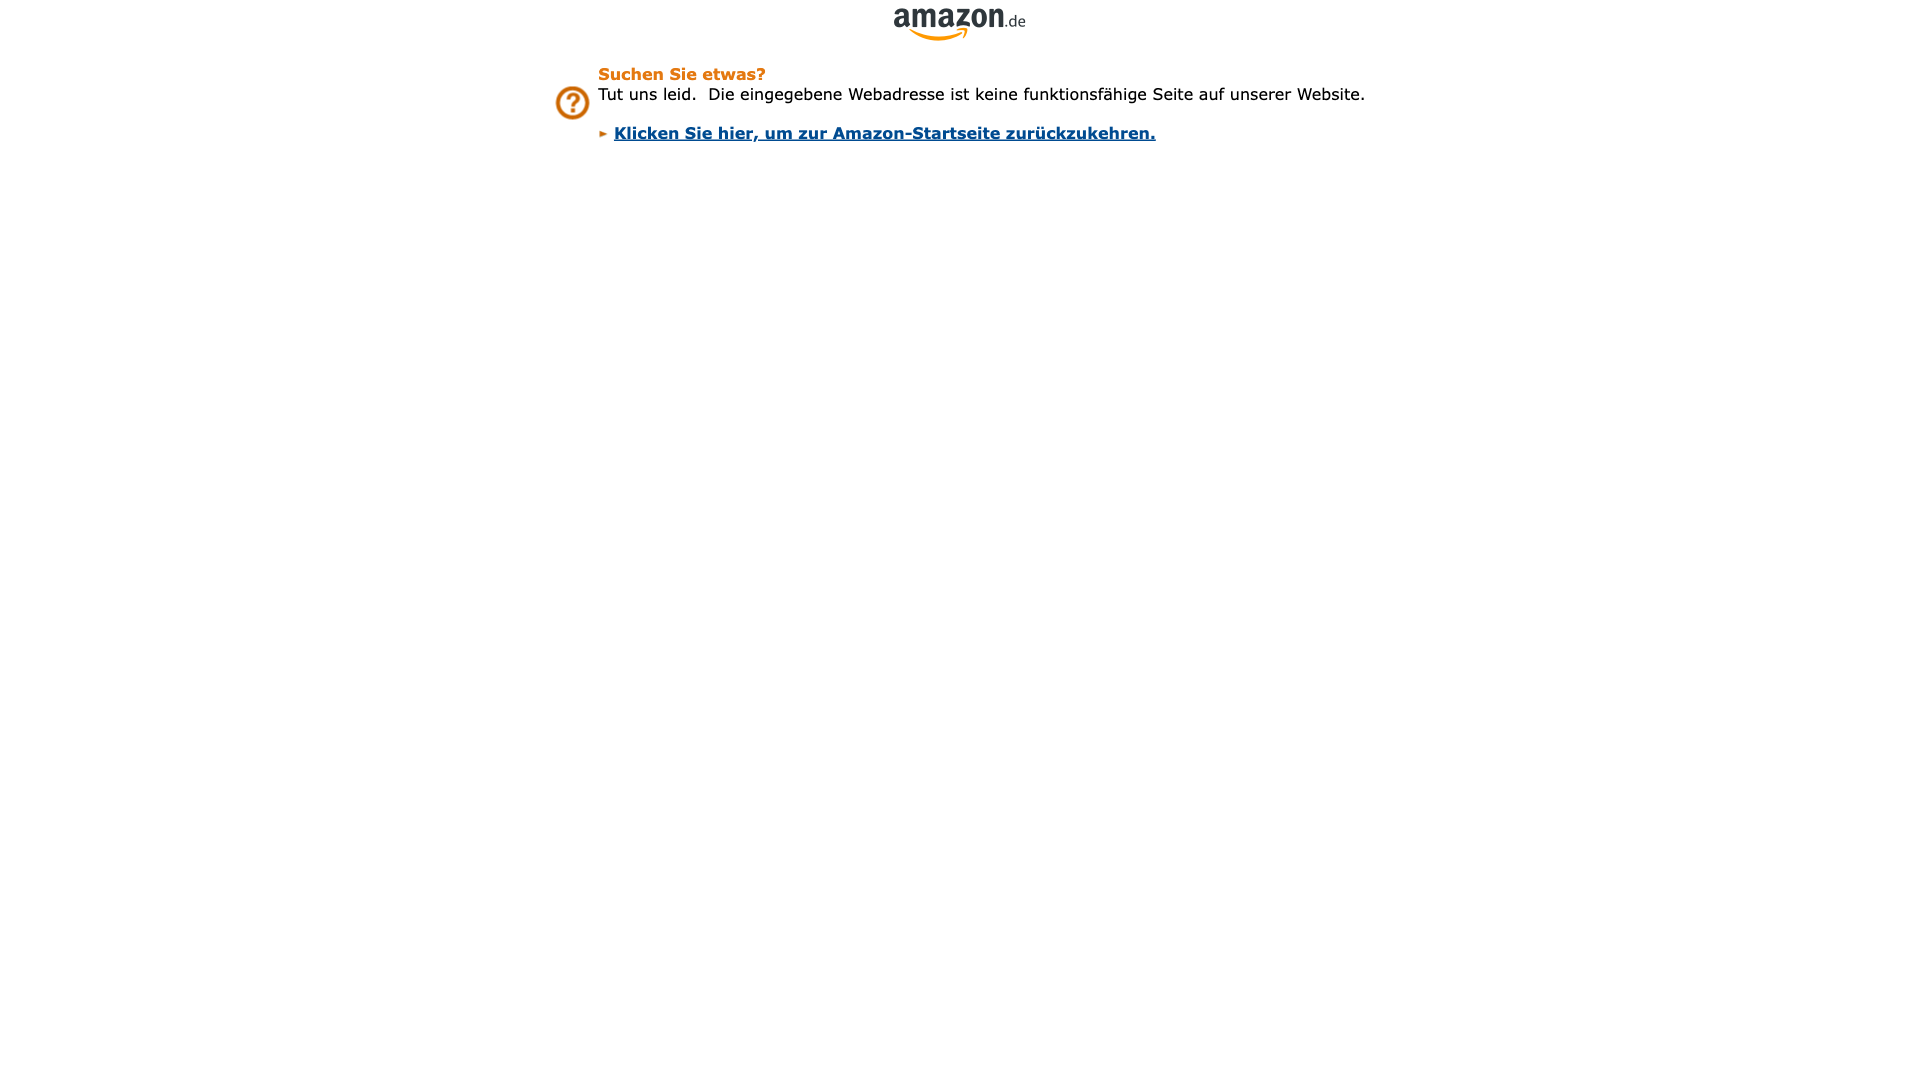 amazon.de
Suchen Sie etwas?
Tut uns leid.  Die eingegebene Webadresse ist keine funktionsfähige Seite auf unserer Website.
Klicken Sie hier, um zur Amazon-Startseite zurückzukehren.